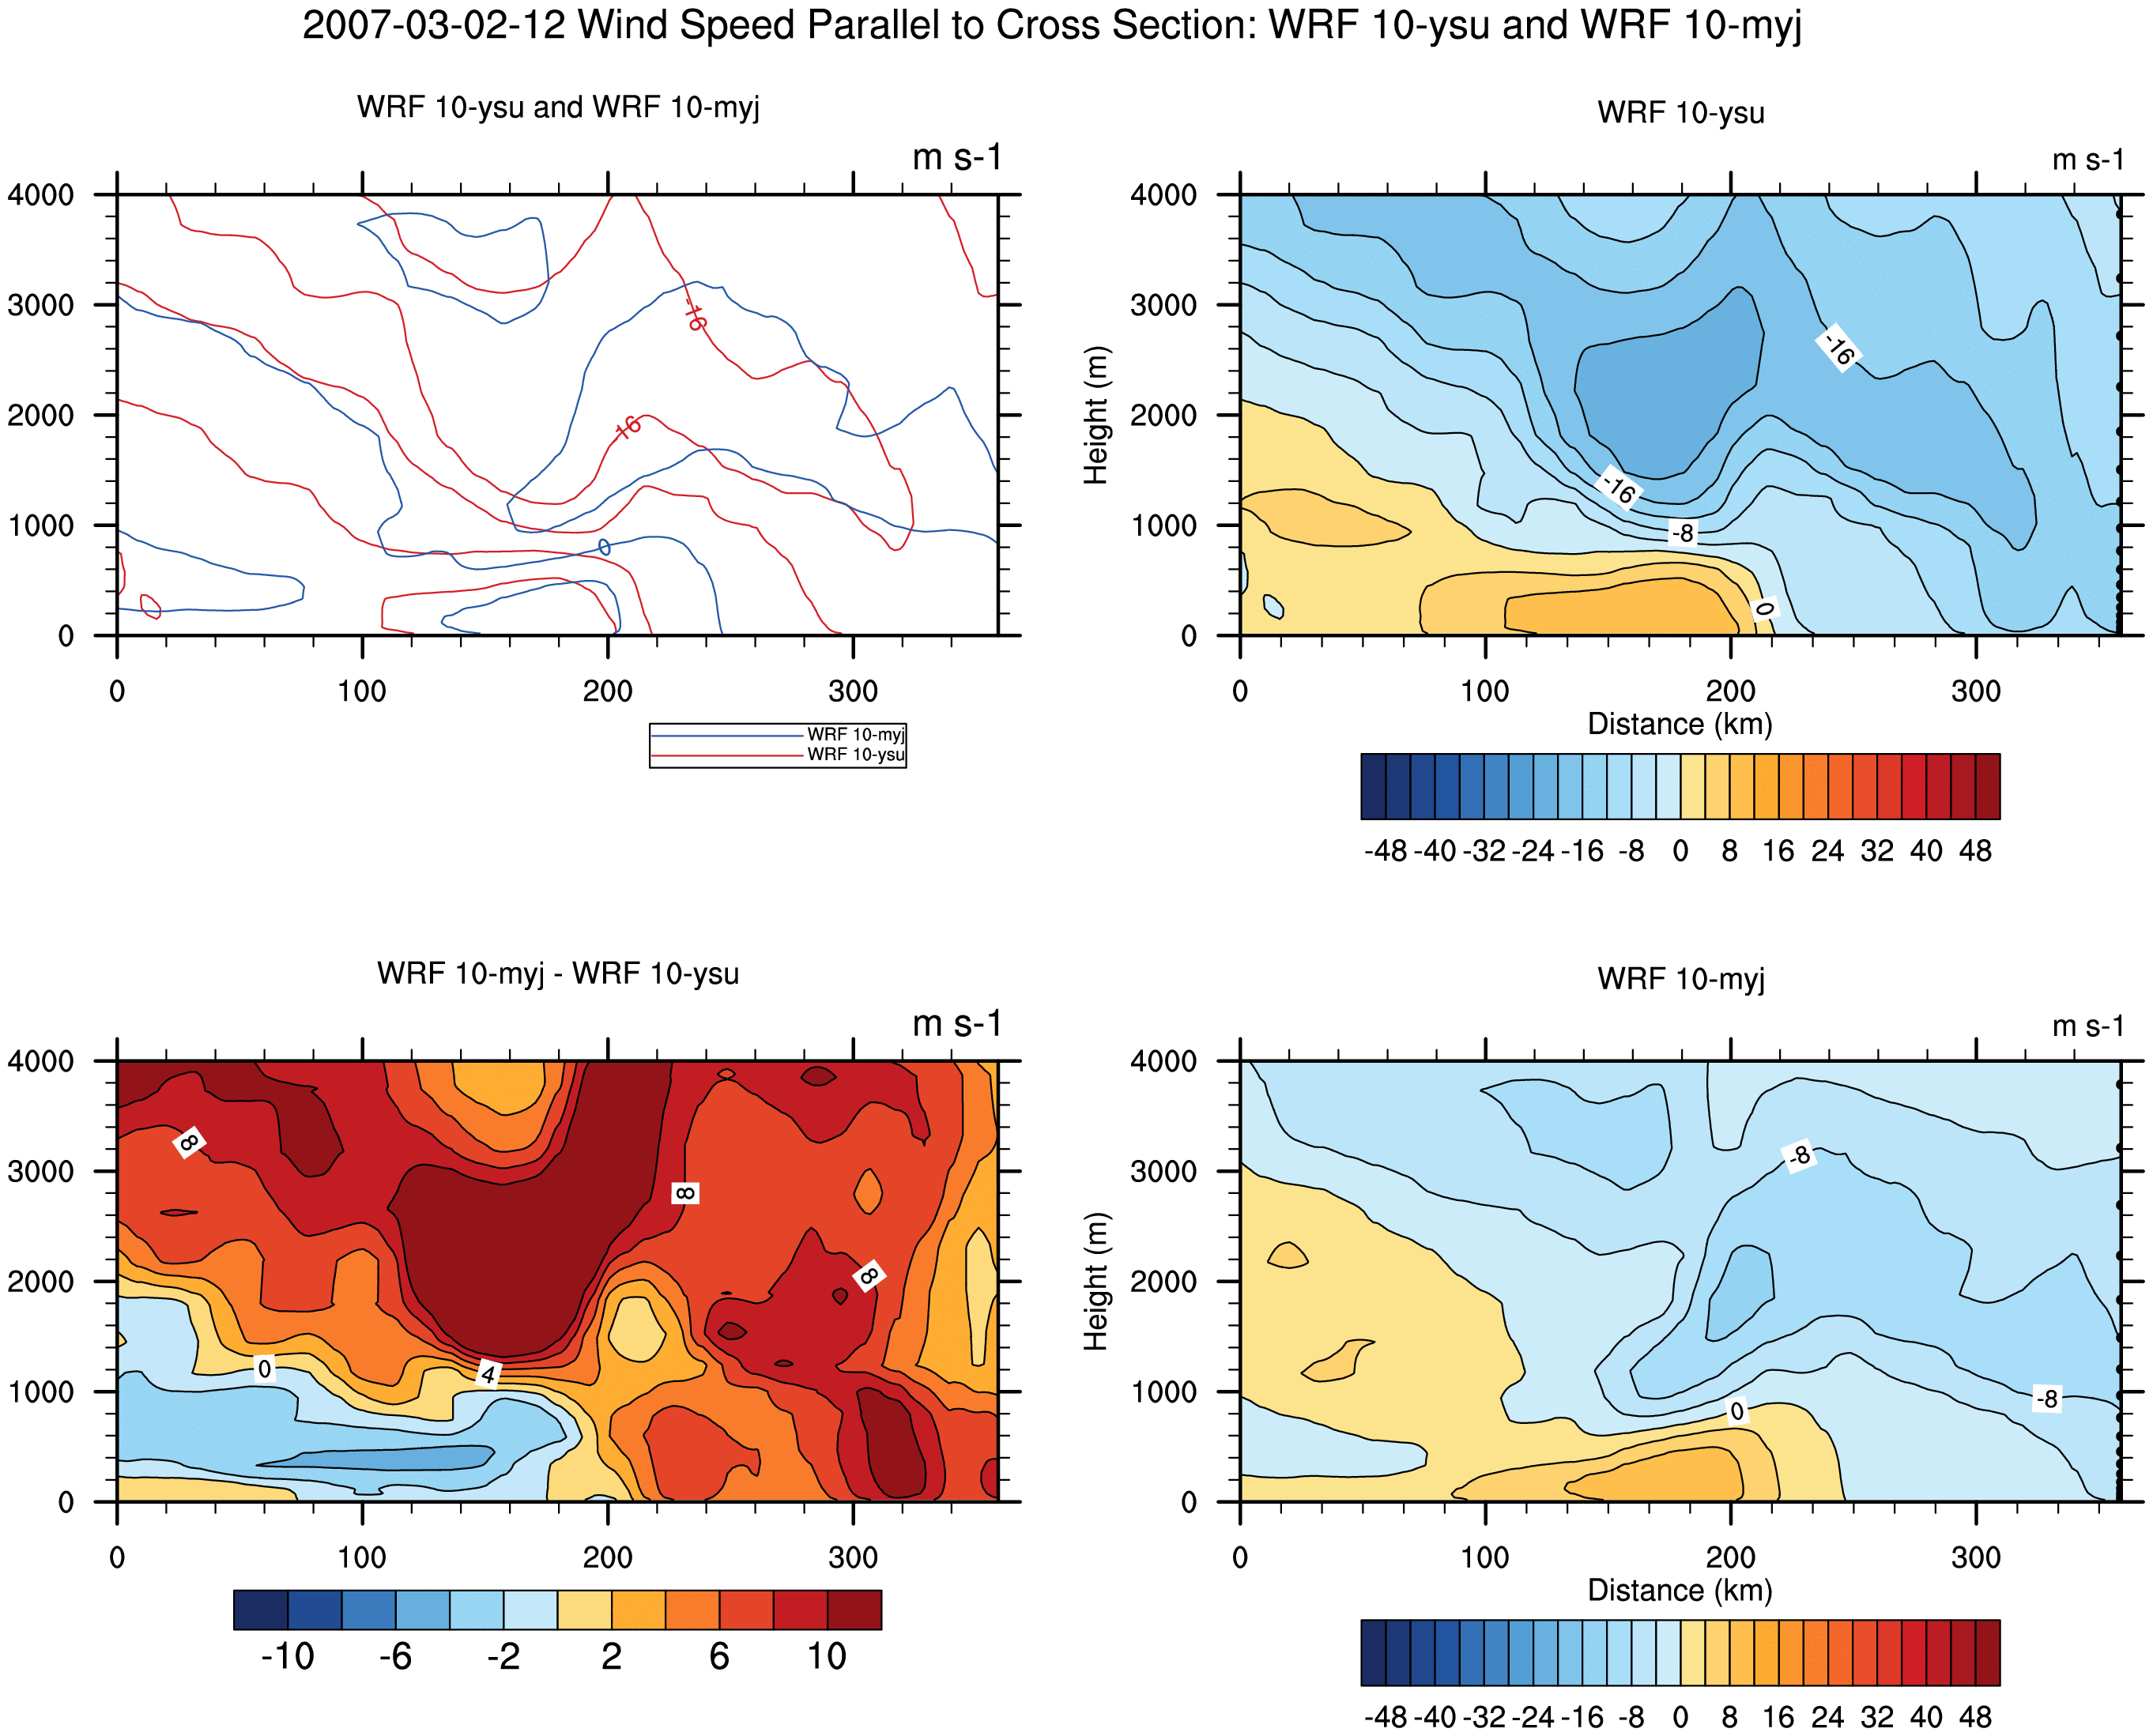 2007-03-02-12 Wind Speed Parallel to Cross Section: WRF 10-ysu and WRF 10-myj
WRF 10-ysu and WRF 10-myj
m s-1
4000
3000
2000
1000
0
-16
16
0
0 100 200 300
WRF 10-myj
WRF 10-ysu
WRF 10-ysu
m s-1
Height (m)
4000
3000
2000
1000
0
-16
-16
-8
0
0 100 200 300
Distance (km)
-48 -40 -32 -24 -16 -8 0 8 16 24 32 40 48
WRF 10-myj - WRF 10-ysu
m s-1
4000
3000
2000
1000
0
8
8
8
0
4
0 100 200 300
-10 -6 -2 2 6 10
WRF 10-myj
m s-1
Height (m)
4000
3000
2000
1000
0
-8
-8
0
0 100 200 300
Distance (km)
-48 -40 -32 -24 -16 -8 0 8 16 24 32 40 48